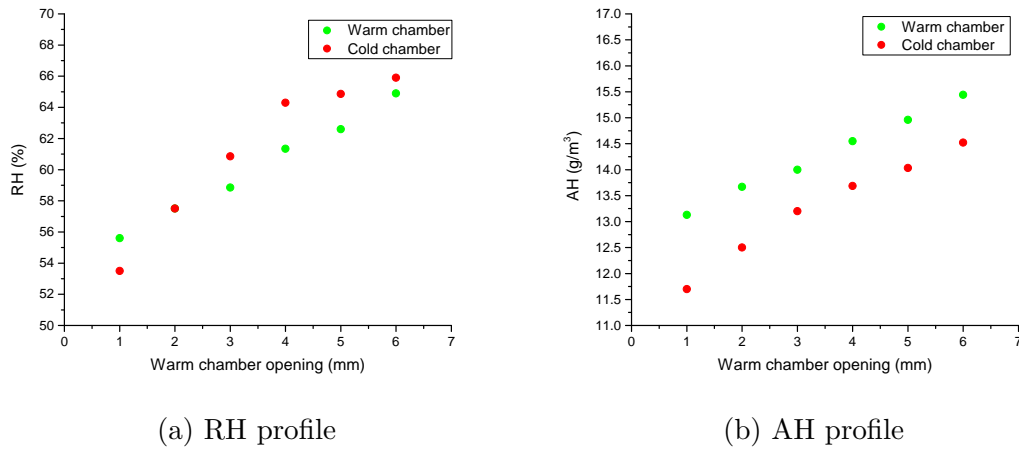 70
68
66
64
62
60
58
56
54
52
50
RH (%)
0 1 2 3 4 5 6 7
Warm chamber opening (mm)
Warm chamber
Cold chamber
(a) RH profile
17.0
16.5
16.0
15.5
15.0
14.5
14.0
13.5
13.0
12.5
12.0
11.5
11.0
AH (g/m³)
0 1 2 3 4 5 6 7
Warm chamber opening (mm)
Warm chamber
Cold chamber
(b) AH profile